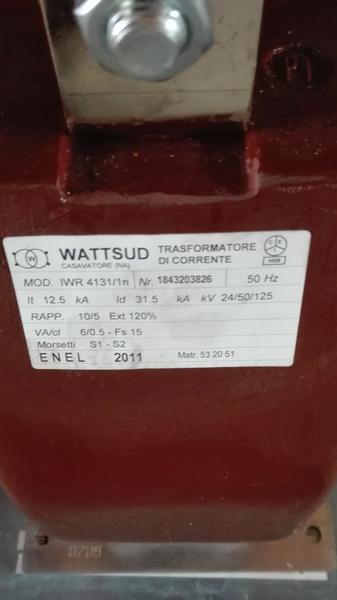 P1
WATTSUD TRASFORMATORE
CASAVATORE (NA) DI CORRENTE
MOD. IWR 4131/1n Nr. 1843203826 50 Hz
It 12.5 kA Id 31.5 kA kV 24/50/125
RAPP. 10/5 Ext 120%
VA/cl 6/0.5 - Fs 15
Morsetti S1 - S2
ENEL 2011 Matr. 53 20 51